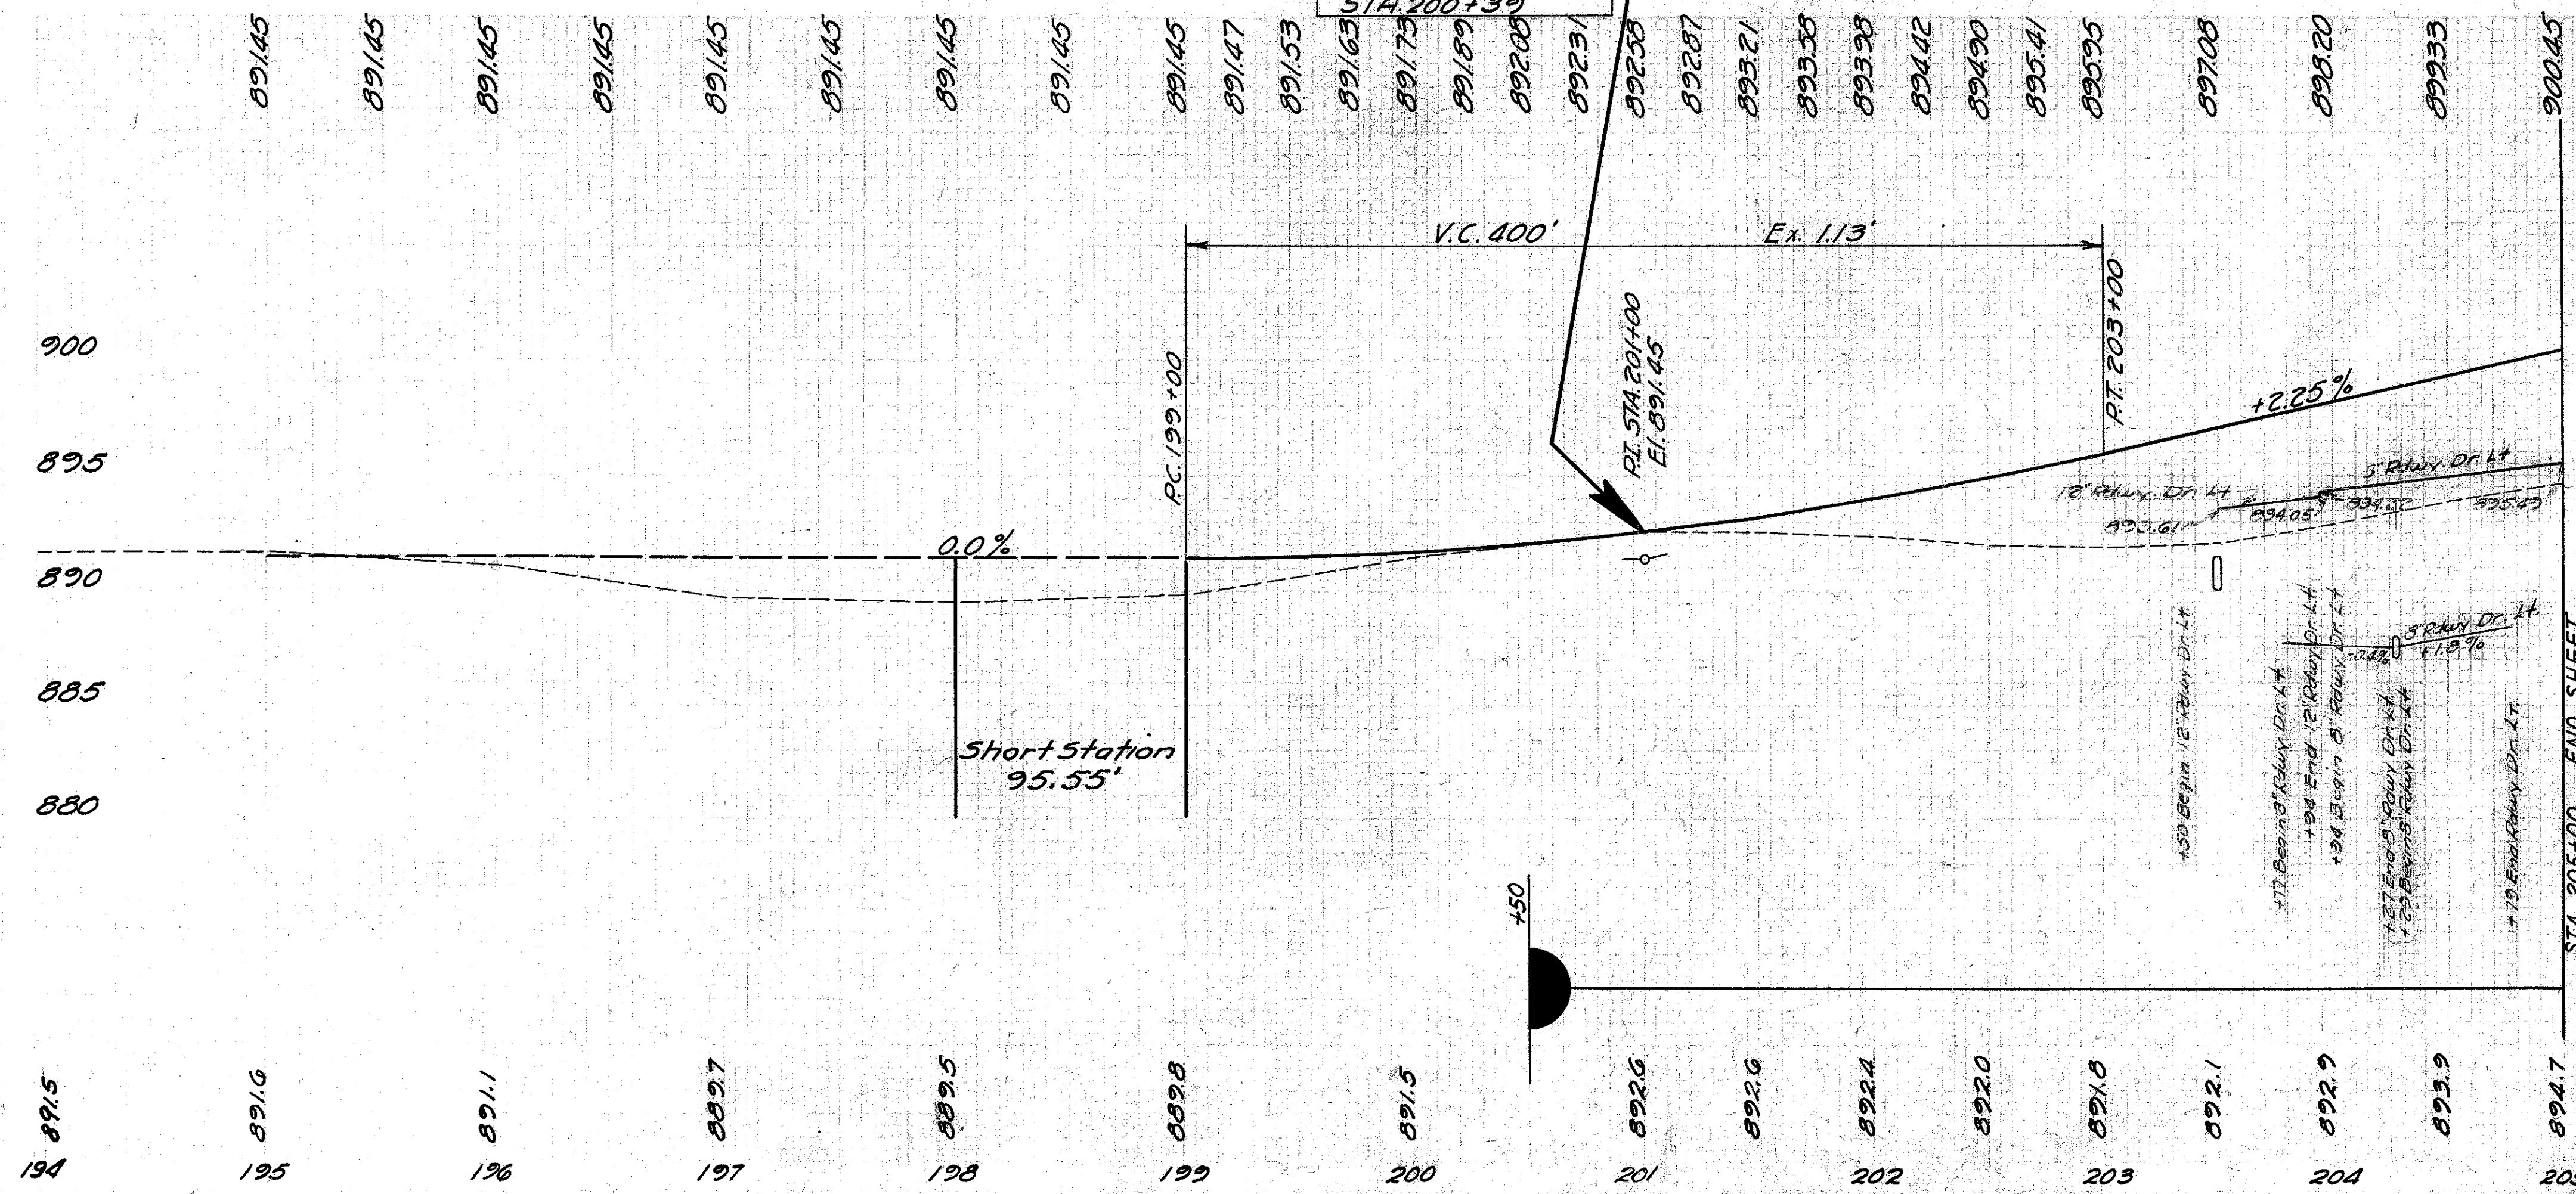 STA.200+39
891.45 891.45 891.45 891.45 891.45 891.45 891.45 891.45 891.45 891.47 891.53 891.63 891.73 891.89 892.08 892.31 892.58 892.87 893.21 893.58 893.98 894.42 894.90 895.41 895.95 897.08 898.20 899.33 900.45
V.C. 400' Ex. 1.13'
P.C. 199+00
P.I. STA. 201+00
El. 891.45
P.T. 203+00
900
895
890
885
880
0.0%
+2.25%
12" Rdwy. Dr. Lt
8" Rdwy. Dr. Lt
893.61
894.05
894.22
895.49
8" Rdwy Dr. Lt.
-0.4%
+1.8%
Short Station
95.55'
+50 Begin 12" Rdwy. Dr. Lt.
+77 Begin 8" Rdwy Dr. Lt.
+94 End 12" Rdwy Dr. Lt.
+94 Begin 8" Rdwy Dr. Lt
+27 End 8" Rdwy Dr. Lt
+29 Begin 8" Rdwy Dr. Lt.
+79 End Rdwy Dr. Lt.
STA. 205+00 END SHEET
+50
891.5 891.6 891.1 889.7 889.5 889.8 891.5 892.6 892.6 892.4 892.0 891.8 892.1 892.9 893.9 894.7
194 195 196 197 198 199 200 201 202 203 204 20